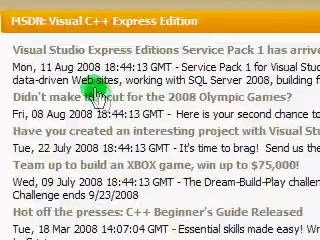 MSDN: Visual C++ Express Edition
Visual Studio Express Editions Service Pack 1 has arrive
Mon, 11 Aug 2008 18:44:13 GMT - Service Pack 1 for Visual
data-driven Web sites, working with SQL Server 2008, building f
Didn't make cut for the 2008 Olympic Games?
Fri, 08 Aug 2008 18:44:13 GMT - Here is your second chance to
Have you created an interesting project with Visual Stu
Tue, 22 July 2008 18:44:13 GMT - It's time to brag! Send us the
Team up to build an XBOX game, win up to $75,000!
Wed, 09 July 2008 18:44:13 GMT - The Dream-Build-Play challe
Challenge ends 9/23/2008
Hot off the presses: C++ Beginner's Guide Released
Tue, 18 Mar 2008 14:07:04 GMT - Essential skills made easy! W